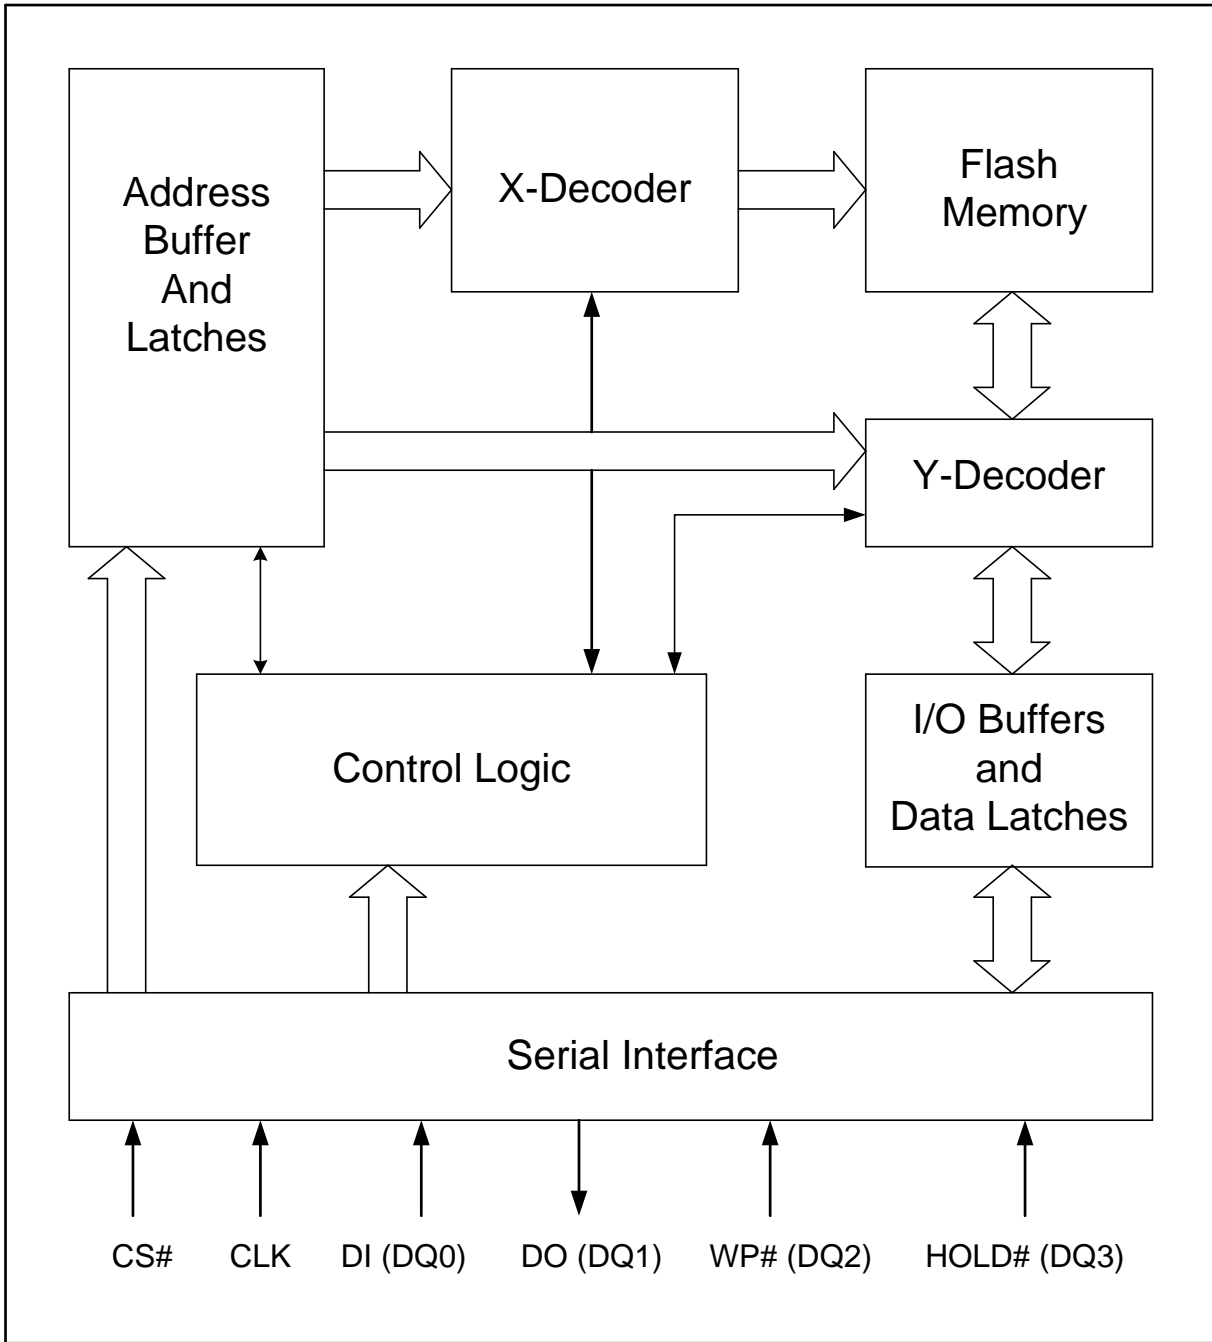 Address
Buffer
And
Latches
X-Decoder
Flash
Memory
Y-Decoder
Control Logic
I/O Buffers
and
Data Latches
Serial Interface
CS#
CLK
DI (DQ0)
DO (DQ1)
WP# (DQ2)
HOLD# (DQ3)